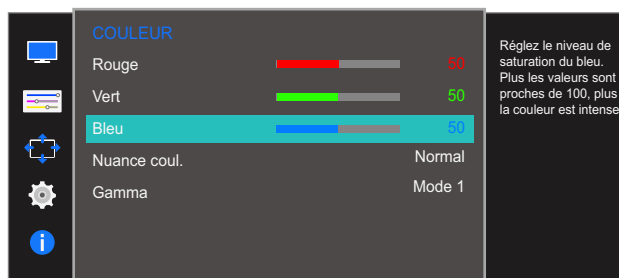 COULEUR
Rouge 50
Vert 50
Bleu 50
Nuance coul. Normal
Gamma Mode 1
Réglez le niveau de
saturation du bleu.
Plus les valeurs sont
proches de 100, plus
la couleur est intense